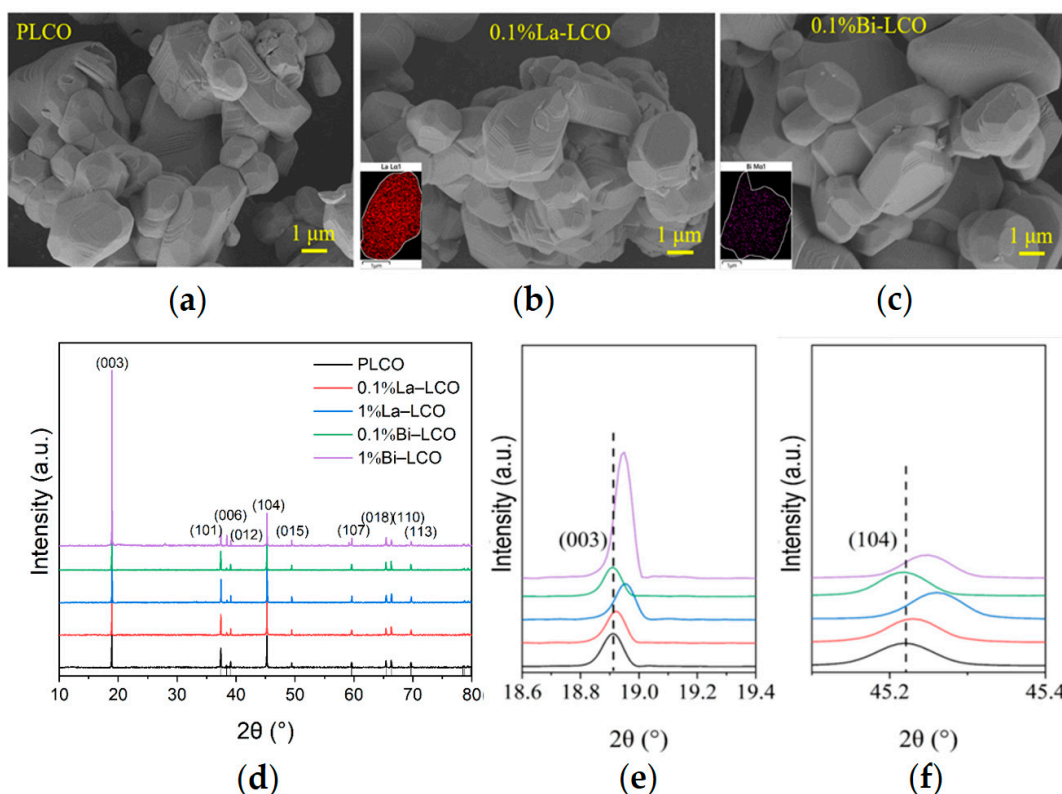 PLCO
0.1%La-LCO
0.1%Bi-LCO
La Lα1
Bi Mα1
1 μm
1 μm
1 μm
(a)
(b)
(c)
(003)
PLCO
0.1%La–LCO
1%La–LCO
0.1%Bi–LCO
1%Bi–LCO
(101)
(006)
(012)
(104)
(015)
(107)
(018)
(110)
(113)
Intensity (a.u.)
10 20 30 40 50 60 70 80
2θ (°)
(d)
Intensity (a.u.)
(003)
18.6 18.8 19.0 19.2 19.4
2θ (°)
(e)
Intensity (a.u.)
(104)
45.2 45.4
2θ (°)
(f)